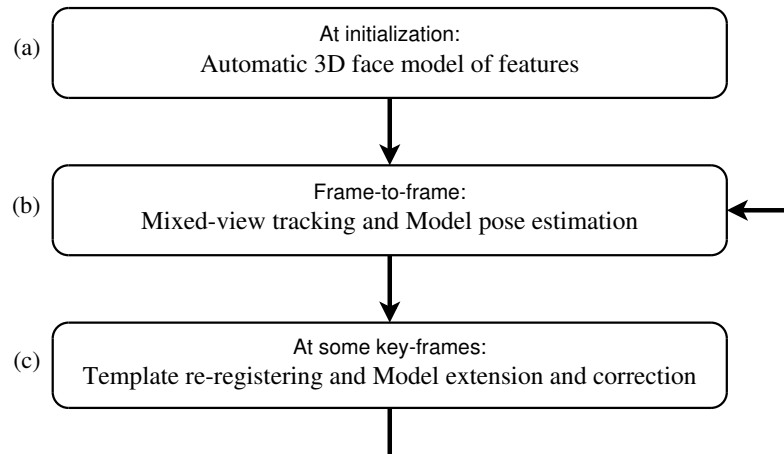 (a)
At initialization:
Automatic 3D face model of features
(b)
Frame-to-frame:
Mixed-view tracking and Model pose estimation
(c)
At some key-frames:
Template re-registering and Model extension and correction